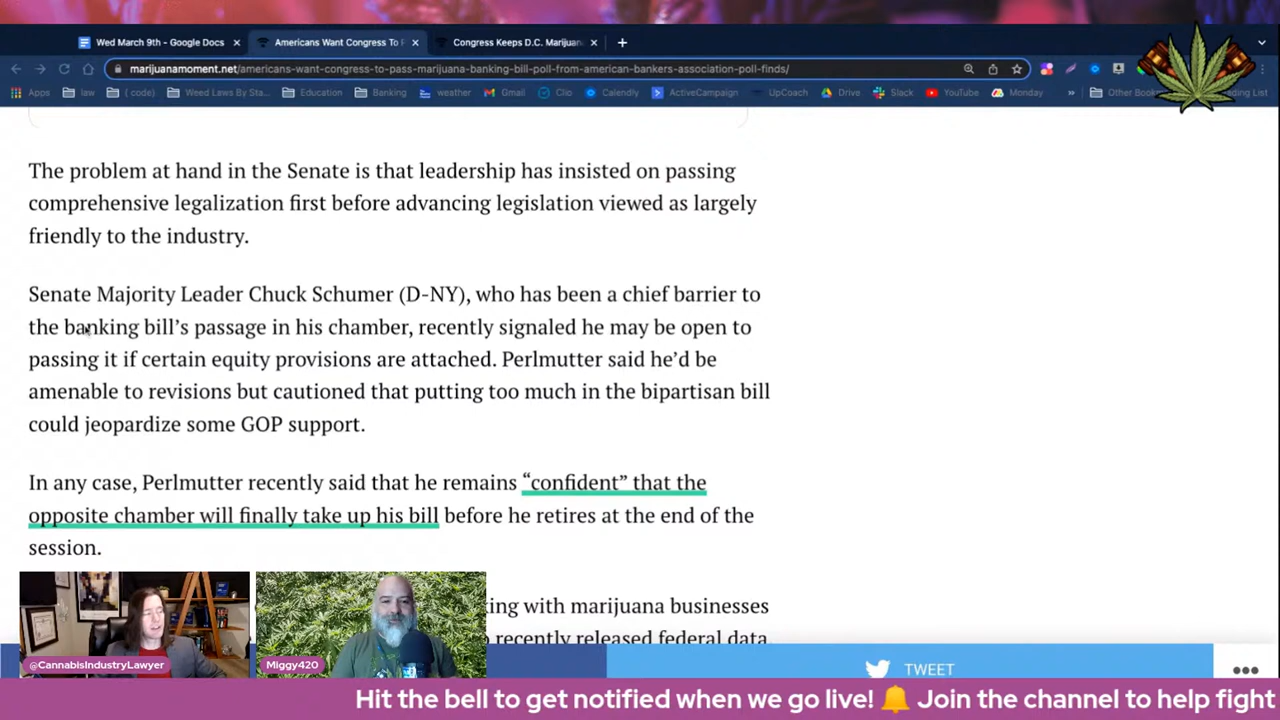 Wed March 9th - Google Docs
Americans Want Congress To
Congress Keeps D.C. Marijuan
marijuanamoment.net/americans-want-congress-to-pass-marijuana-banking-bill-poll-from-american-bankers-association-poll-finds/
Apps law ( code) Weed Laws By Sta... Education Banking weather Gmail Clio Calendly ActiveCampaign UpCoach Drive Slack YouTube Monday » Other
The problem at hand in the Senate is that leadership has insisted on passing
comprehensive legalization first before advancing legislation viewed as largely
friendly to the industry.
Senate Majority Leader Chuck Schumer (D-NY), who has been a chief barrier to
the banking bill’s passage in his chamber, recently signaled he may be open to
passing it if certain equity provisions are attached. Perlmutter said he’d be
amenable to revisions but cautioned that putting too much in the bipartisan bill
could jeopardize some GOP support.
In any case, Perlmutter recently said that he remains “confident” that the
opposite chamber will finally take up his bill before he retires at the end of the
session.
king with marijuana businesses
recently released federal data,
@CannabisIndustryLawyer
Miggy420
TWEET
Hit the bell to get notified when we go live! 🔔 Join the channel to help fight